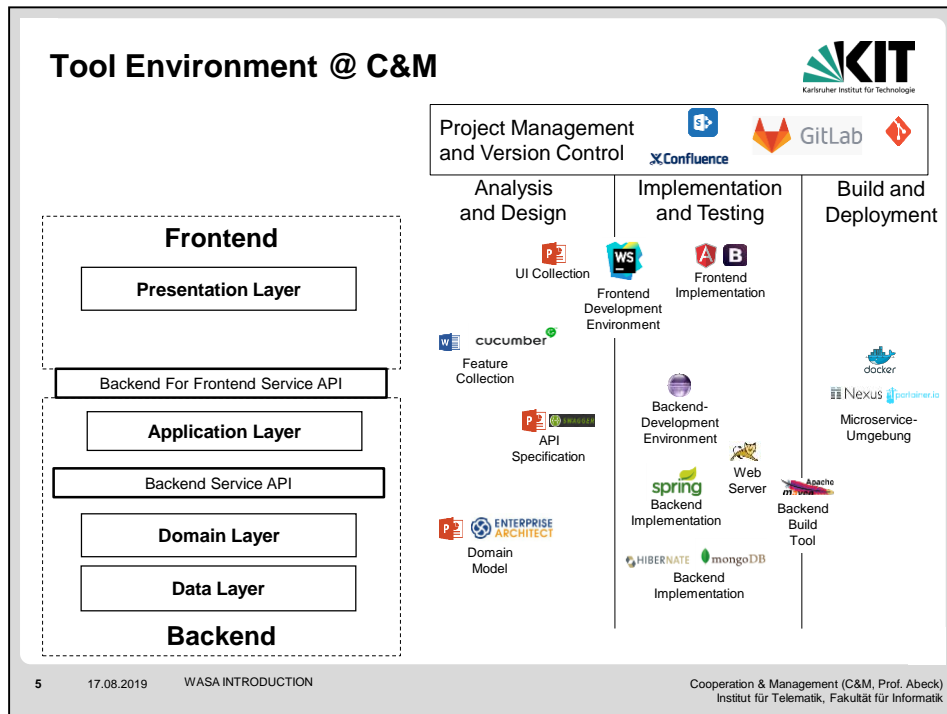 Tool Environment @ C&M
KIT
Karlsruher Institut für Technologie
Project Management
and Version Control
S
Confluence
GitLab
Analysis
and Design
Implementation
and Testing
Build and
Deployment
Frontend
Presentation Layer
Backend For Frontend Service API
Application Layer
Backend Service API
Domain Layer
Data Layer
Backend
P
UI Collection
WS
Frontend
Development
Environment
A B
Frontend
Implementation
W cucumber
Feature
Collection
P SWAGGER
API
Specification
P ENTERPRISE
ARCHITECT
Domain
Model
Backend-
Development
Environment
Web
Server
spring
Backend
Implementation
HIBERNATE mongoDB
Backend
Implementation
Apache
maven
Backend
Build
Tool
docker
Nexus portainer.io
Microservice-
Umgebung
5
17.08.2019
WASA INTRODUCTION
Cooperation & Management (C&M, Prof. Abeck)
Institut für Telematik, Fakultät für Informatik